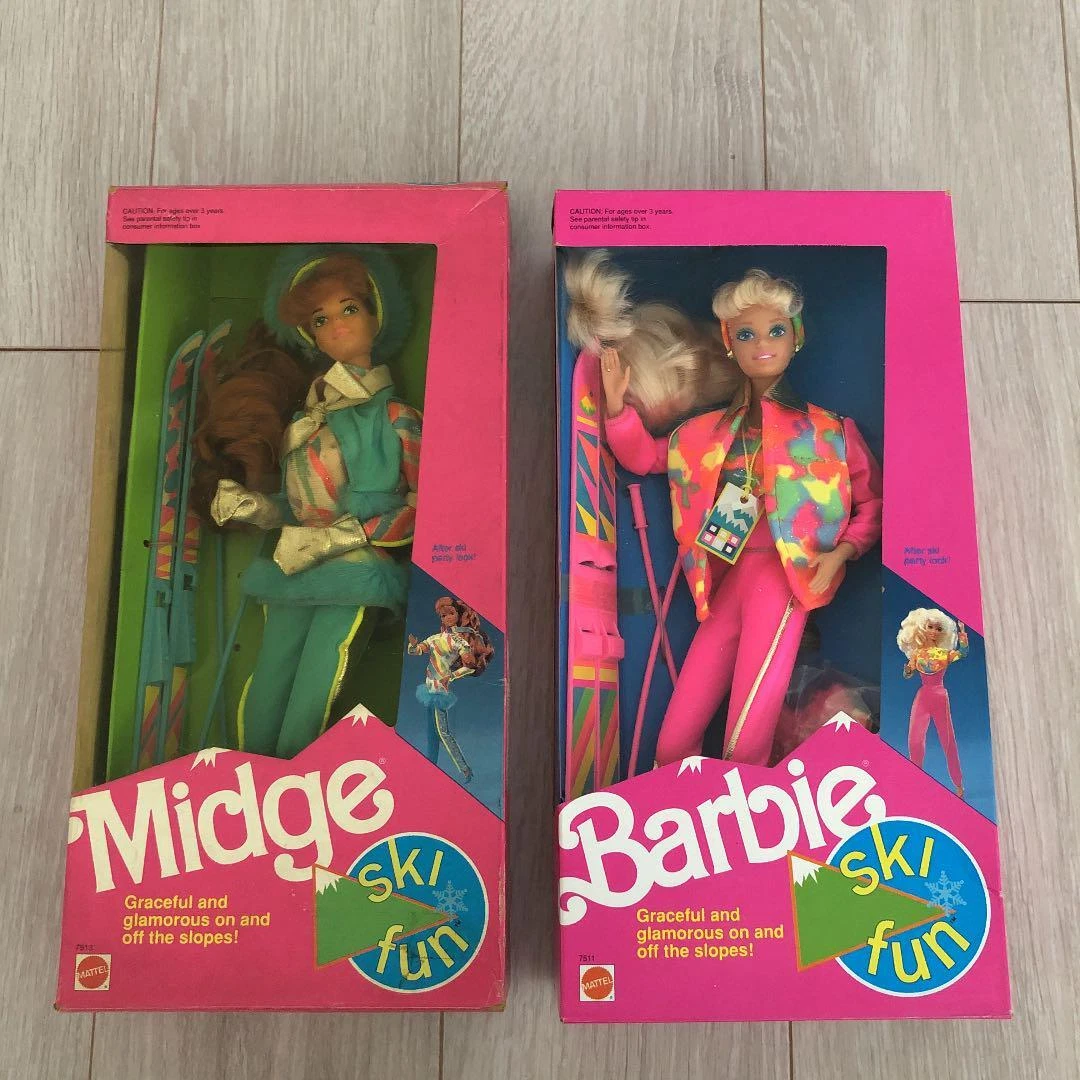 CAUTION: For ages over 3 years.
See parental safety tip in
consumer information box.
After ski
party look!
Midge®
ski
fun
Graceful and
glamorous on and
off the slopes!
7513
MATTEL
CAUTION: For ages over 3 years.
See parental safety tip in
consumer information box.
After ski
party look!
Barbie®
ski
fun
Graceful and
glamorous on and
off the slopes!
7511
MATTEL